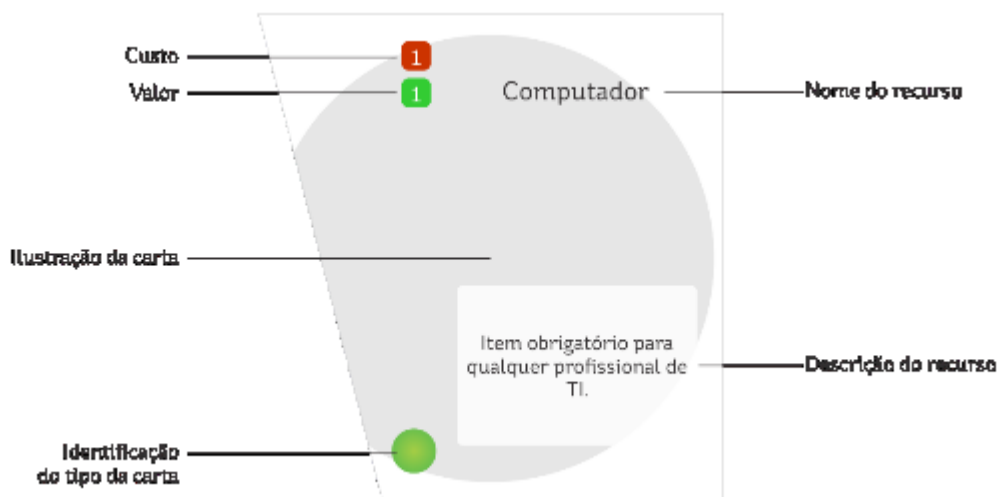 Custo
1
Valor
1
Computador
Nome do recurso
Ilustração da carta
Item obrigatório para
qualquer profissional de
TI.
Descrição do recurso
Identificação
do tipo da carta